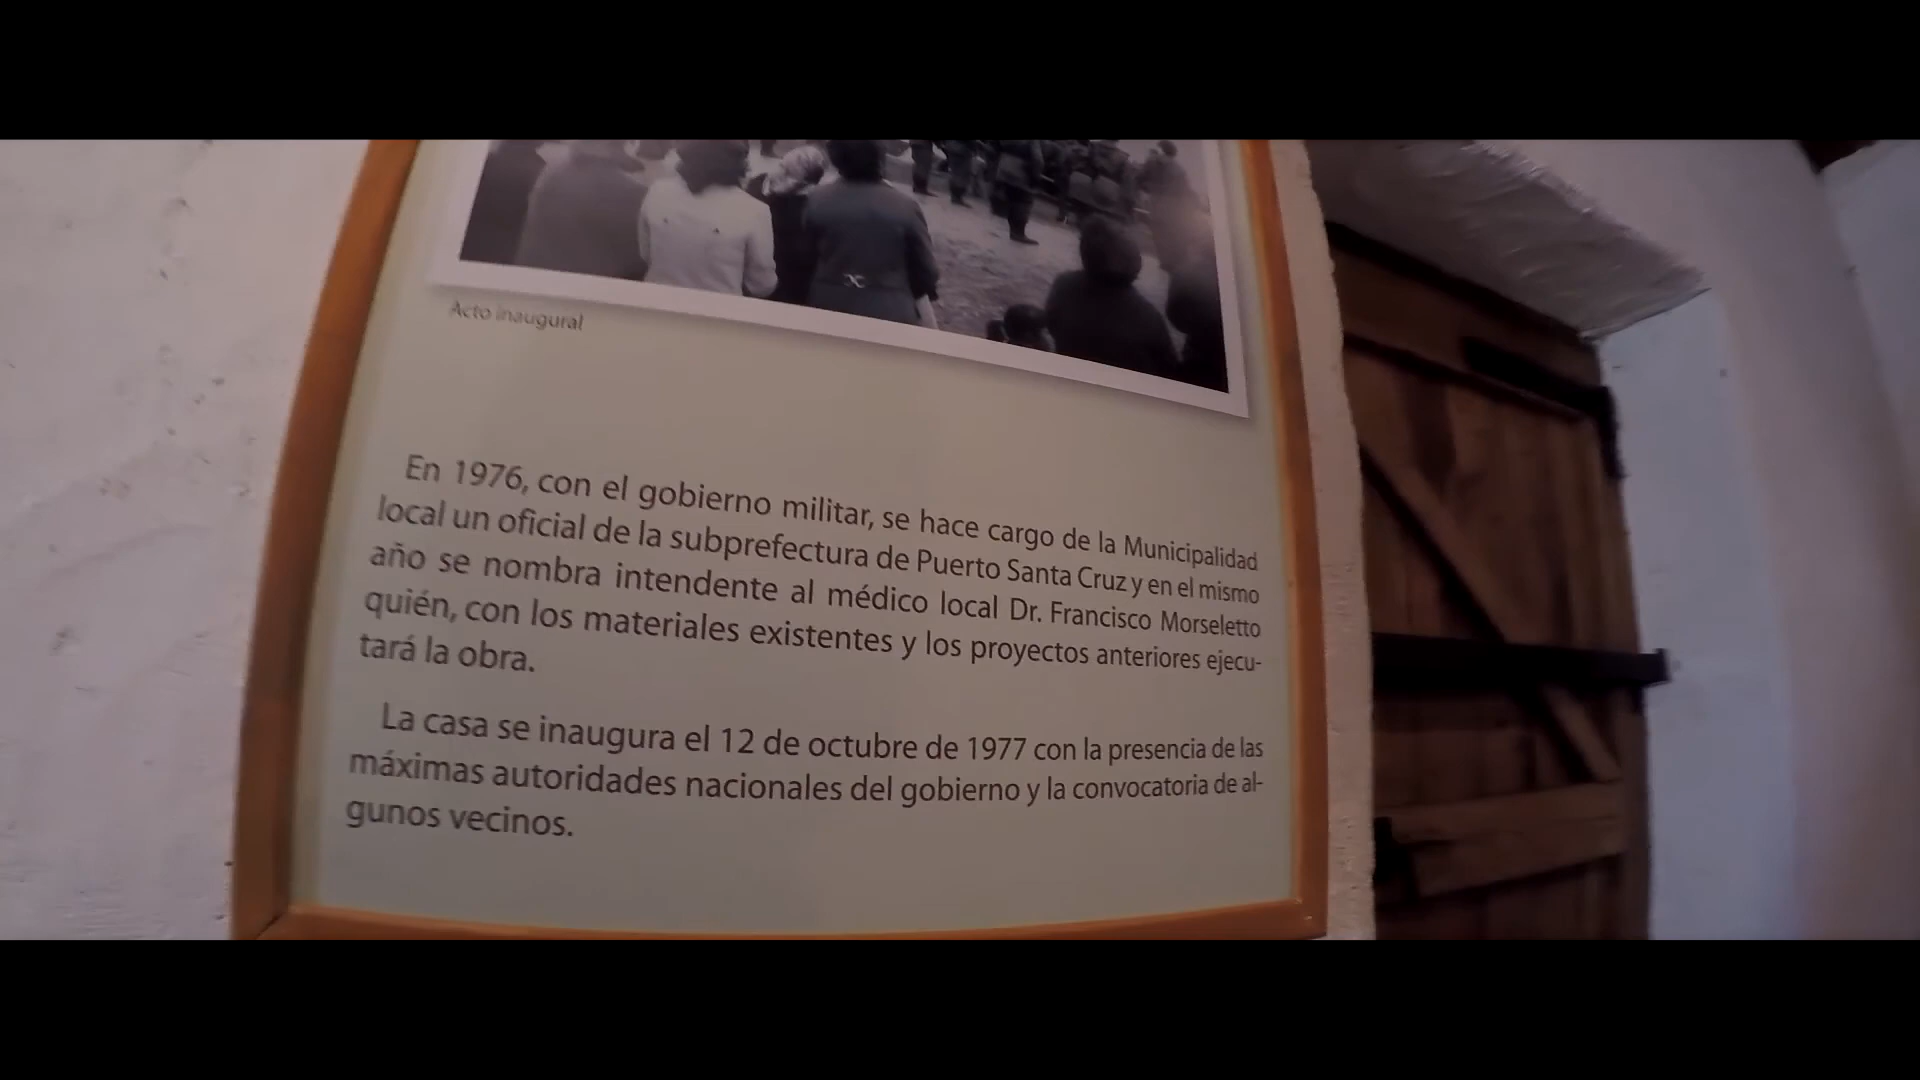 Acto inaugural
En 1976, con el gobierno militar, se hace cargo de la Municipalidad
local un oficial de la subprefectura de Puerto Santa Cruz y en el mismo
año se nombra intendente al médico local Dr. Francisco Morseletto
quién, con los materiales existentes y los proyectos anteriores ejecu-
tará la obra.
La casa se inaugura el 12 de octubre de 1977 con la presencia de las
máximas autoridades nacionales del gobierno y la convocatoria de al-
gunos vecinos.